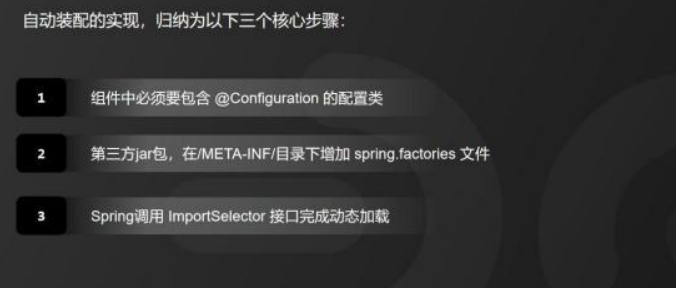 自动装配的实现，归纳为以下三个核心步骤：
1 组件中必须要包含 @Configuration 的配置类
2 第三方jar包，在/META-INF/目录下增加 spring.factories 文件
3 Spring调用 ImportSelector 接口完成动态加载